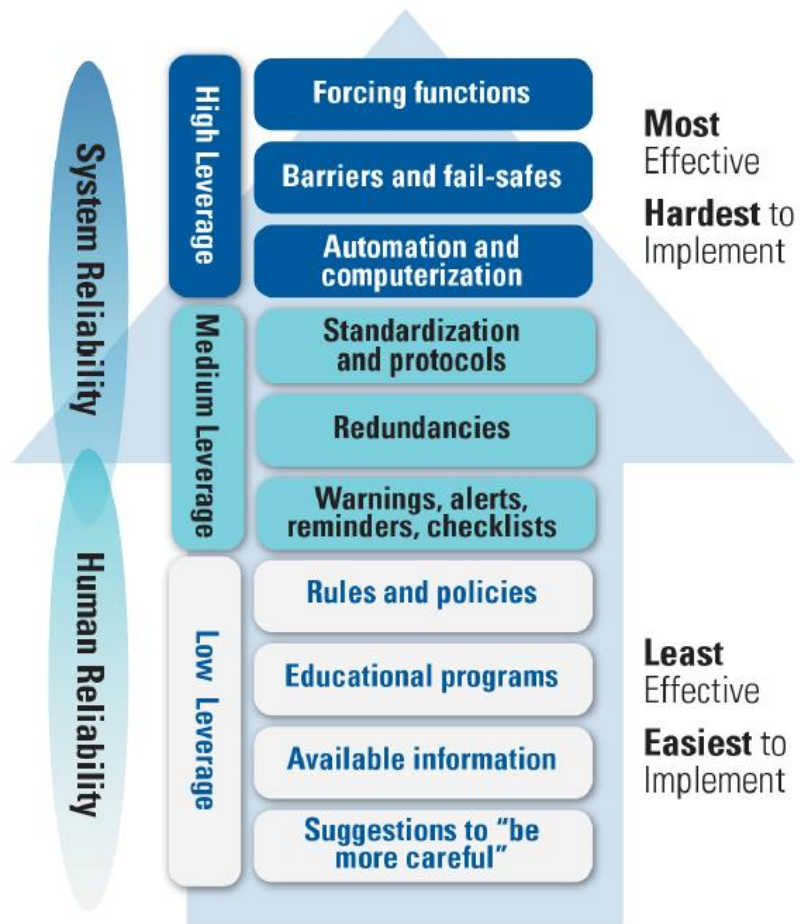 System Reliability
Human Reliability
High Leverage
Forcing functions
Barriers and fail-safes
Automation and
computerization
Medium Leverage
Standardization
and protocols
Redundancies
Warnings, alerts,
reminders, checklists
Low Leverage
Rules and policies
Educational programs
Available information
Suggestions to "be
more careful"
Most
Effective
Hardest to
Implement
Least
Effective
Easiest to
Implement